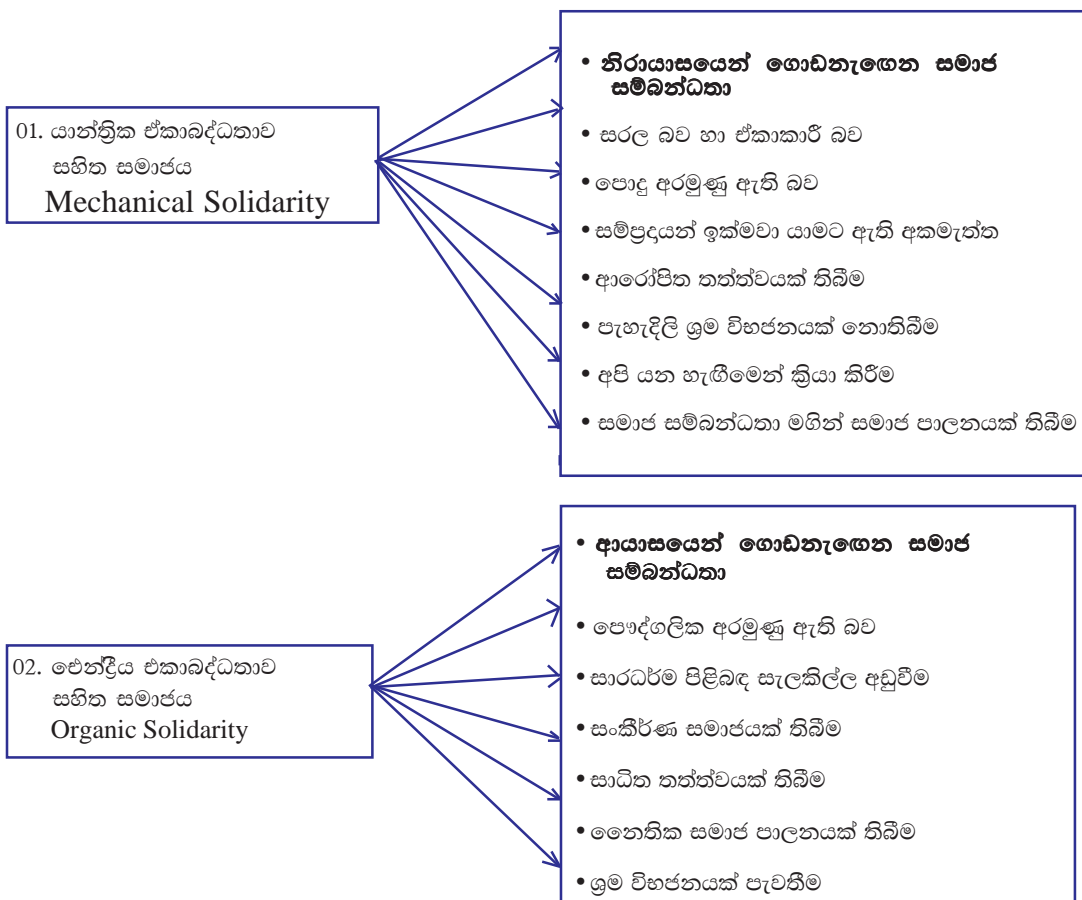 01. යාන්ත්‍රික ඒකාබද්ධතාව
සහිත සමාජය
Mechanical Solidarity
• නිරායාසයෙන් ගොඩනැඟෙන සමාජ
සම්බන්ධතා
• සරල බව හා ඒකාකාරී බව
• පොදු අරමුණු ඇති බව
• සම්ප්‍රදායන් ඉක්මවා යාමට ඇති අකමැත්ත
• ආරෝපිත තත්ත්වයක් තිබීම
• පැහැදිලි ශ්‍රම විභජනයක් නොතිබීම
• අපි යන හැඟීමෙන් ක්‍රියා කිරීම
• සමාජ සම්බන්ධතා මගින් සමාජ පාලනයක් තිබීම
02. ඓන්ද්‍රීය එකාබද්ධතාව
සහිත සමාජය
Organic Solidarity
• ආයාසයෙන් ගොඩනැඟෙන සමාජ
සම්බන්ධතා
• පෞද්ගලික අරමුණු ඇති බව
• සාරධර්ම පිළිබඳ සැලකිල්ල අඩුවීම
• සංකීර්ණ සමාජයක් තිබීම
• සාධිත තත්ත්වයක් තිබීම
• නෛතික සමාජ පාලනයක් තිබීම
• ශ්‍රම විභජනයක් පැවතීම